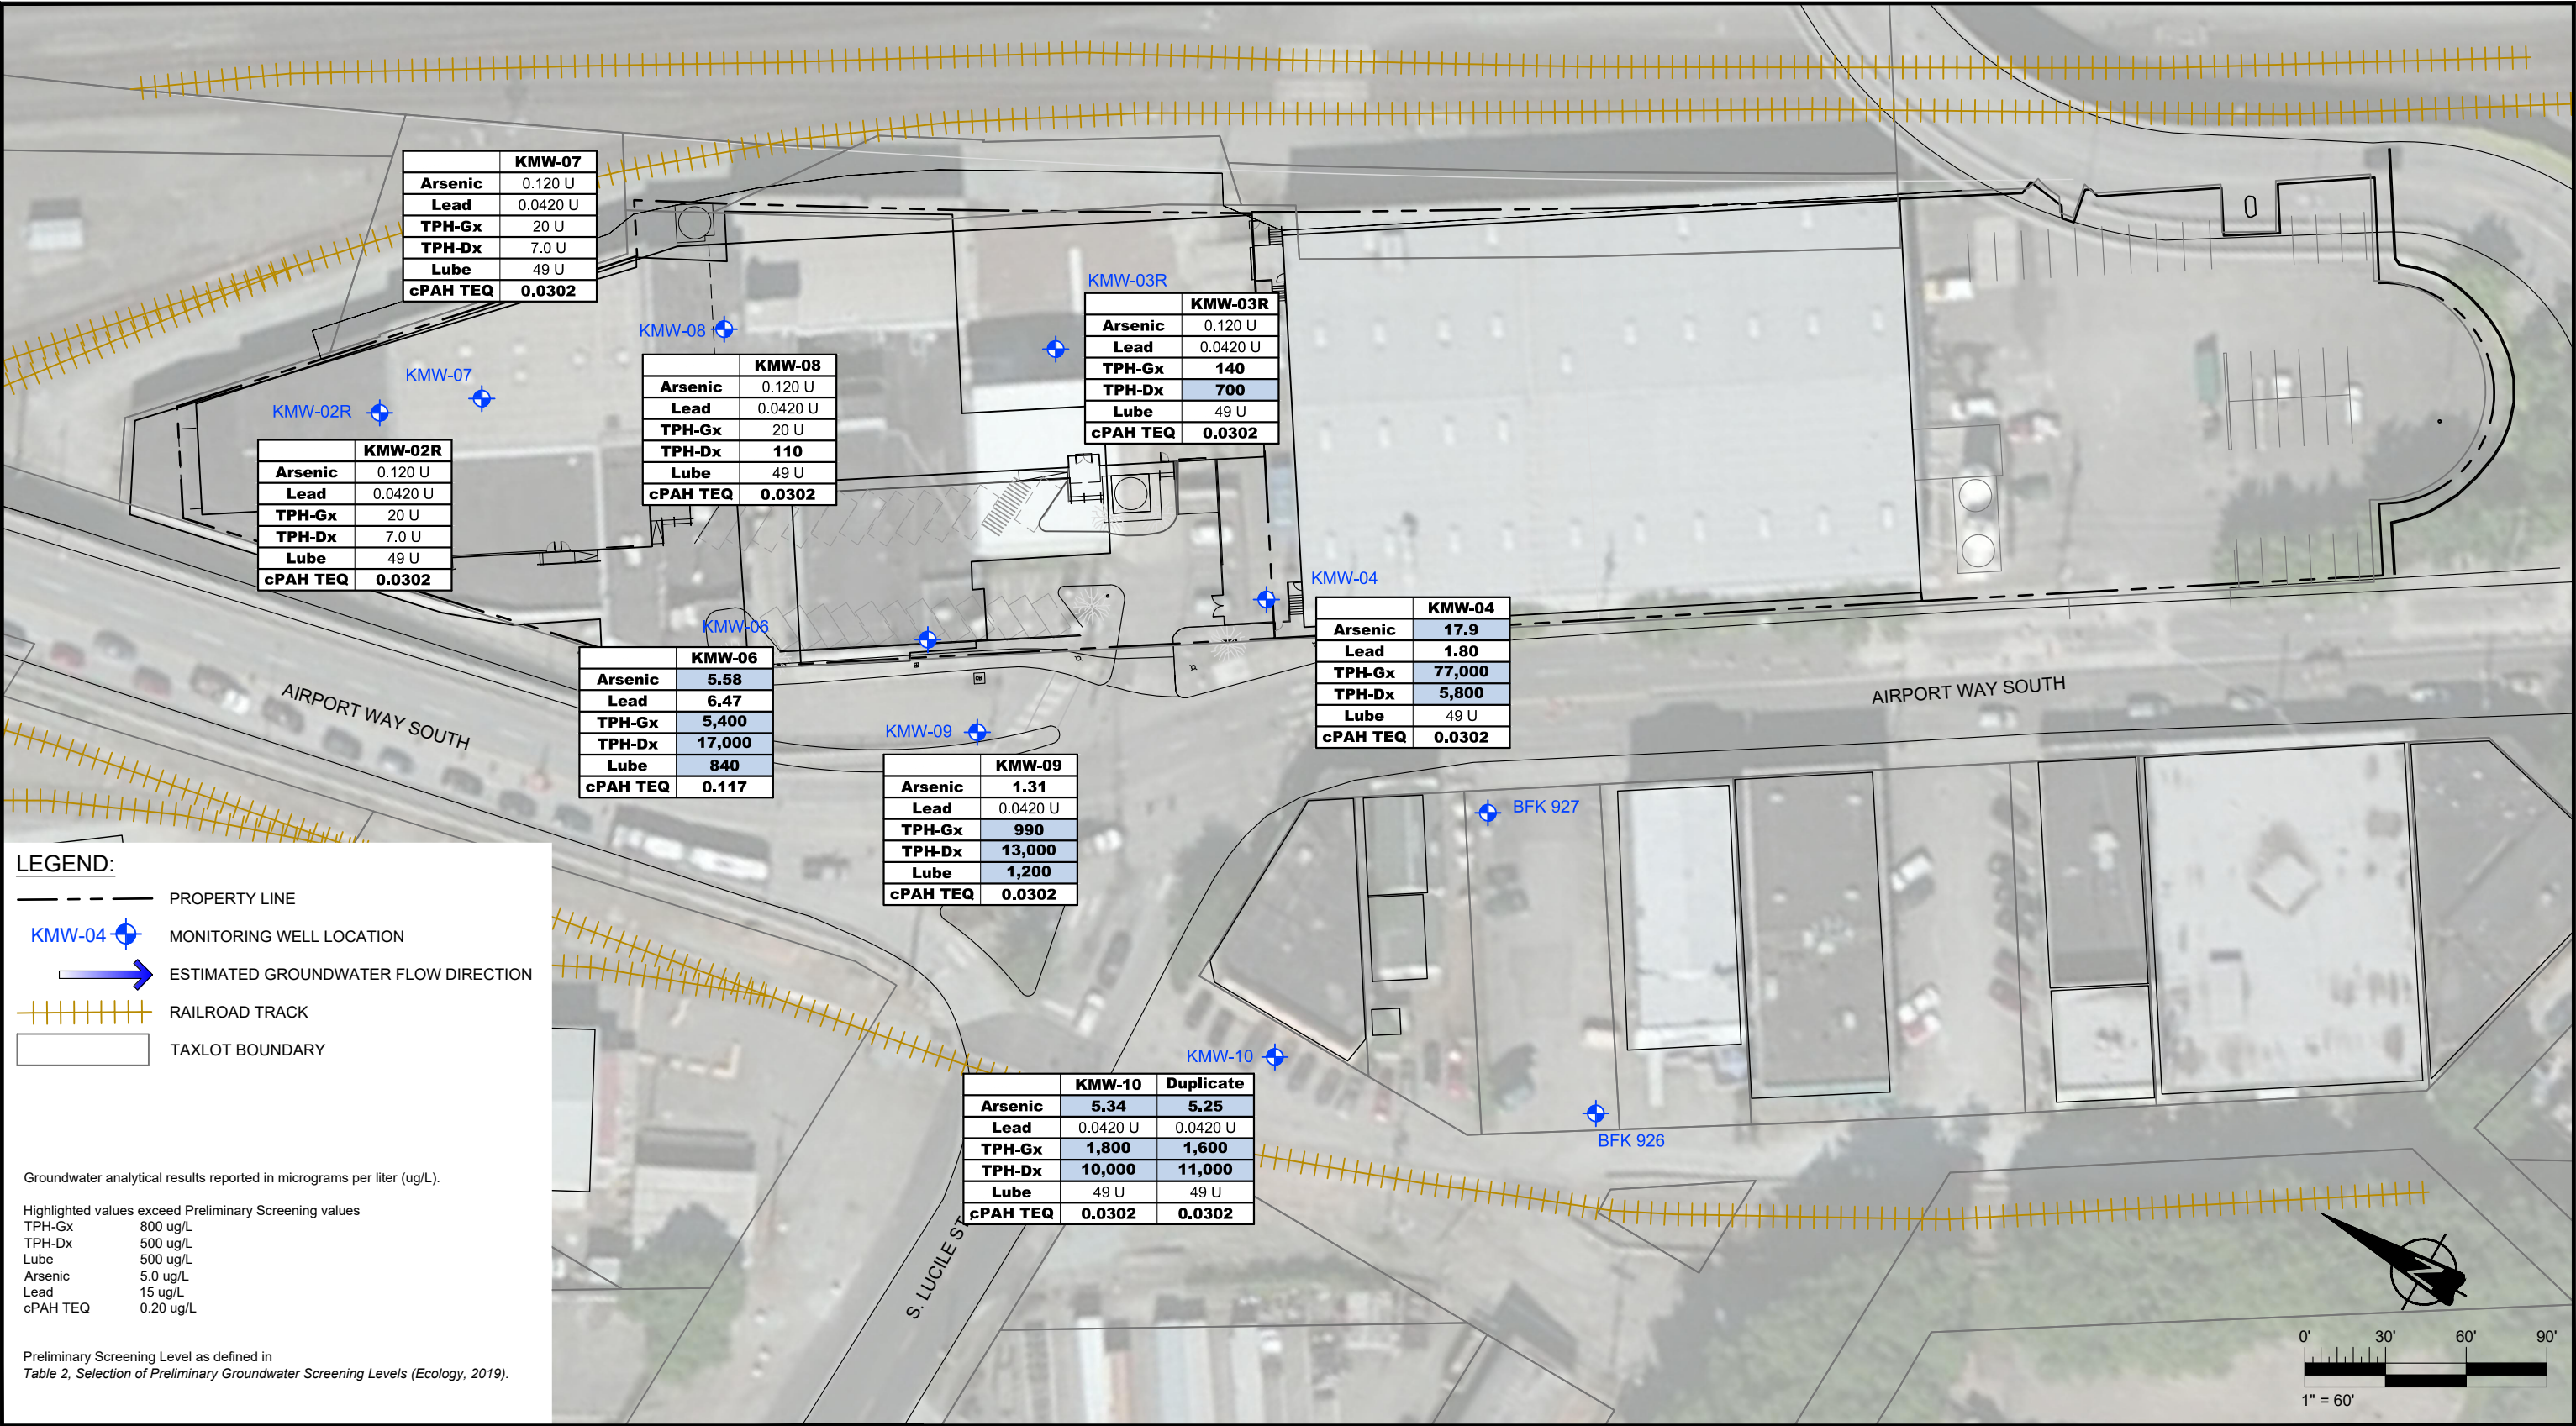 KMW-07
Arsenic 0.120 U
Lead 0.0420 U
TPH-Gx 20 U
TPH-Dx 7.0 U
Lube 49 U
cPAH TEQ 0.0302
KMW-03R
KMW-03R
Arsenic 0.120 U
Lead 0.0420 U
TPH-Gx 140
TPH-Dx 700
Lube 49 U
cPAH TEQ 0.0302
KMW-08
KMW-08
Arsenic 0.120 U
Lead 0.0420 U
TPH-Gx 20 U
TPH-Dx 110
Lube 49 U
cPAH TEQ 0.0302
KMW-07
KMW-02R
KMW-02R
Arsenic 0.120 U
Lead 0.0420 U
TPH-Gx 20 U
TPH-Dx 7.0 U
Lube 49 U
cPAH TEQ 0.0302
KMW-04
KMW-04
Arsenic 17.9
Lead 1.80
TPH-Gx 77,000
TPH-Dx 5,800
Lube 49 U
cPAH TEQ 0.0302
KMW-06
KMW-06
Arsenic 5.58
Lead 6.47
TPH-Gx 5,400
TPH-Dx 17,000
Lube 840
cPAH TEQ 0.117
AIRPORT WAY SOUTH
AIRPORT WAY SOUTH
KMW-09
KMW-09
Arsenic 1.31
Lead 0.0420 U
TPH-Gx 990
TPH-Dx 13,000
Lube 1,200
cPAH TEQ 0.0302
BFK 927
KMW-10
KMW-10 Duplicate
Arsenic 5.34 5.25
Lead 0.0420 U 0.0420 U
TPH-Gx 1,800 1,600
TPH-Dx 10,000 11,000
Lube 49 U 49 U
cPAH TEQ 0.0302 0.0302
BFK 926
S. LUCILE ST.
LEGEND:
PROPERTY LINE
KMW-04 MONITORING WELL LOCATION
ESTIMATED GROUNDWATER FLOW DIRECTION
RAILROAD TRACK
TAXLOT BOUNDARY
Groundwater analytical results reported in micrograms per liter (ug/L).
Highlighted values exceed Preliminary Screening values
TPH-Gx 800 ug/L
TPH-Dx 500 ug/L
Lube 500 ug/L
Arsenic 5.0 ug/L
Lead 15 ug/L
cPAH TEQ 0.20 ug/L
Preliminary Screening Level as defined in
Table 2, Selection of Preliminary Groundwater Screening Levels (Ecology, 2019).
N
0' 30' 60' 90'
1" = 60'